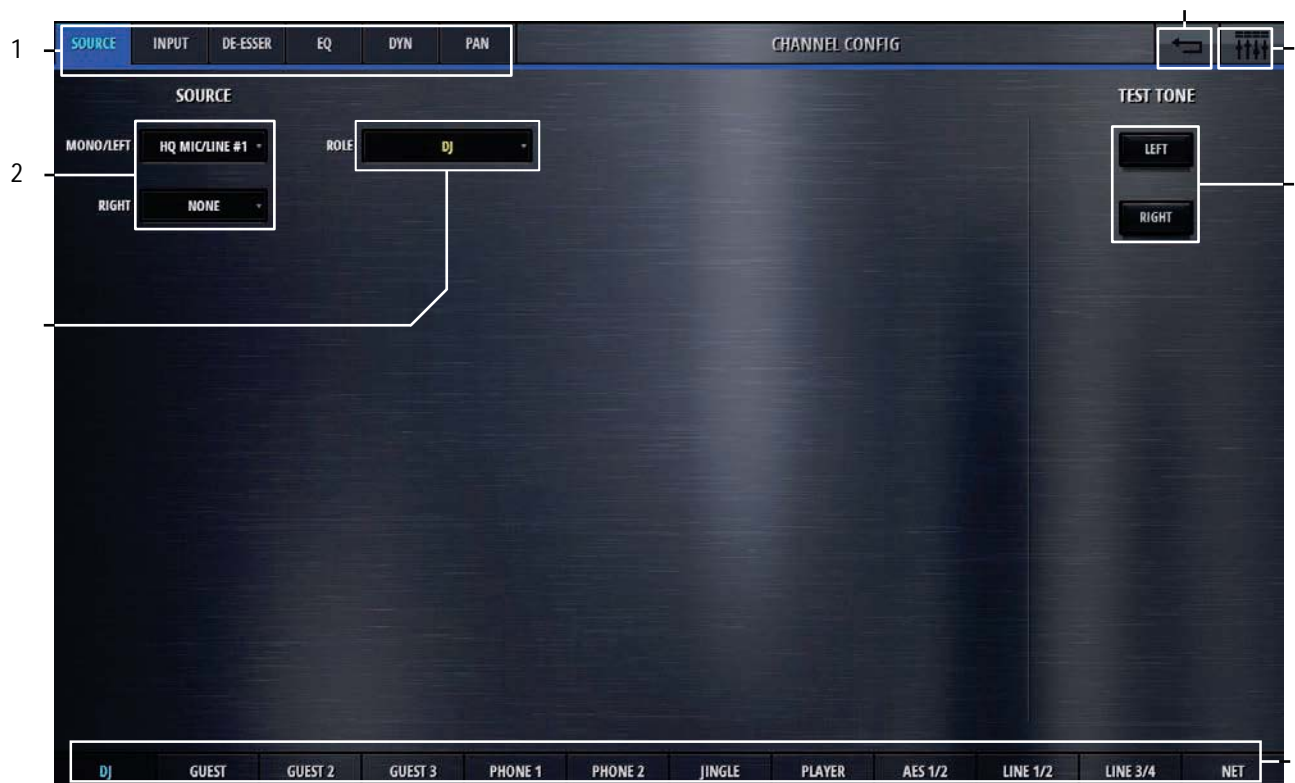 SOURCE INPUT DE-ESSER EQ DYN PAN CHANNEL CONFIG
1
SOURCE TEST TONE
MONO/LEFT HQ MIC/LINE #1 ROLE DJ LEFT
2
RIGHT NONE RIGHT
DJ GUEST GUEST 2 GUEST 3 PHONE 1 PHONE 2 JINGLE PLAYER AES 1/2 LINE 1/2 LINE 3/4 NET